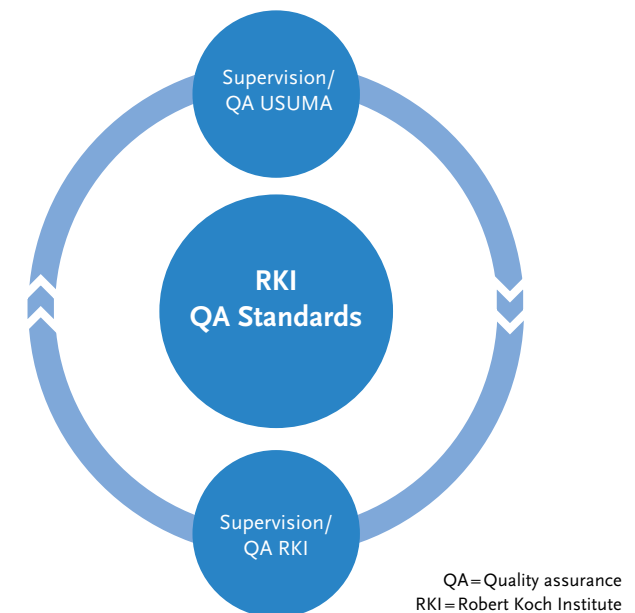 Supervision/
QA USUMA
RKI
QA Standards
Supervision/
QA RKI
QA=Quality assurance
RKI=Robert Koch Institute